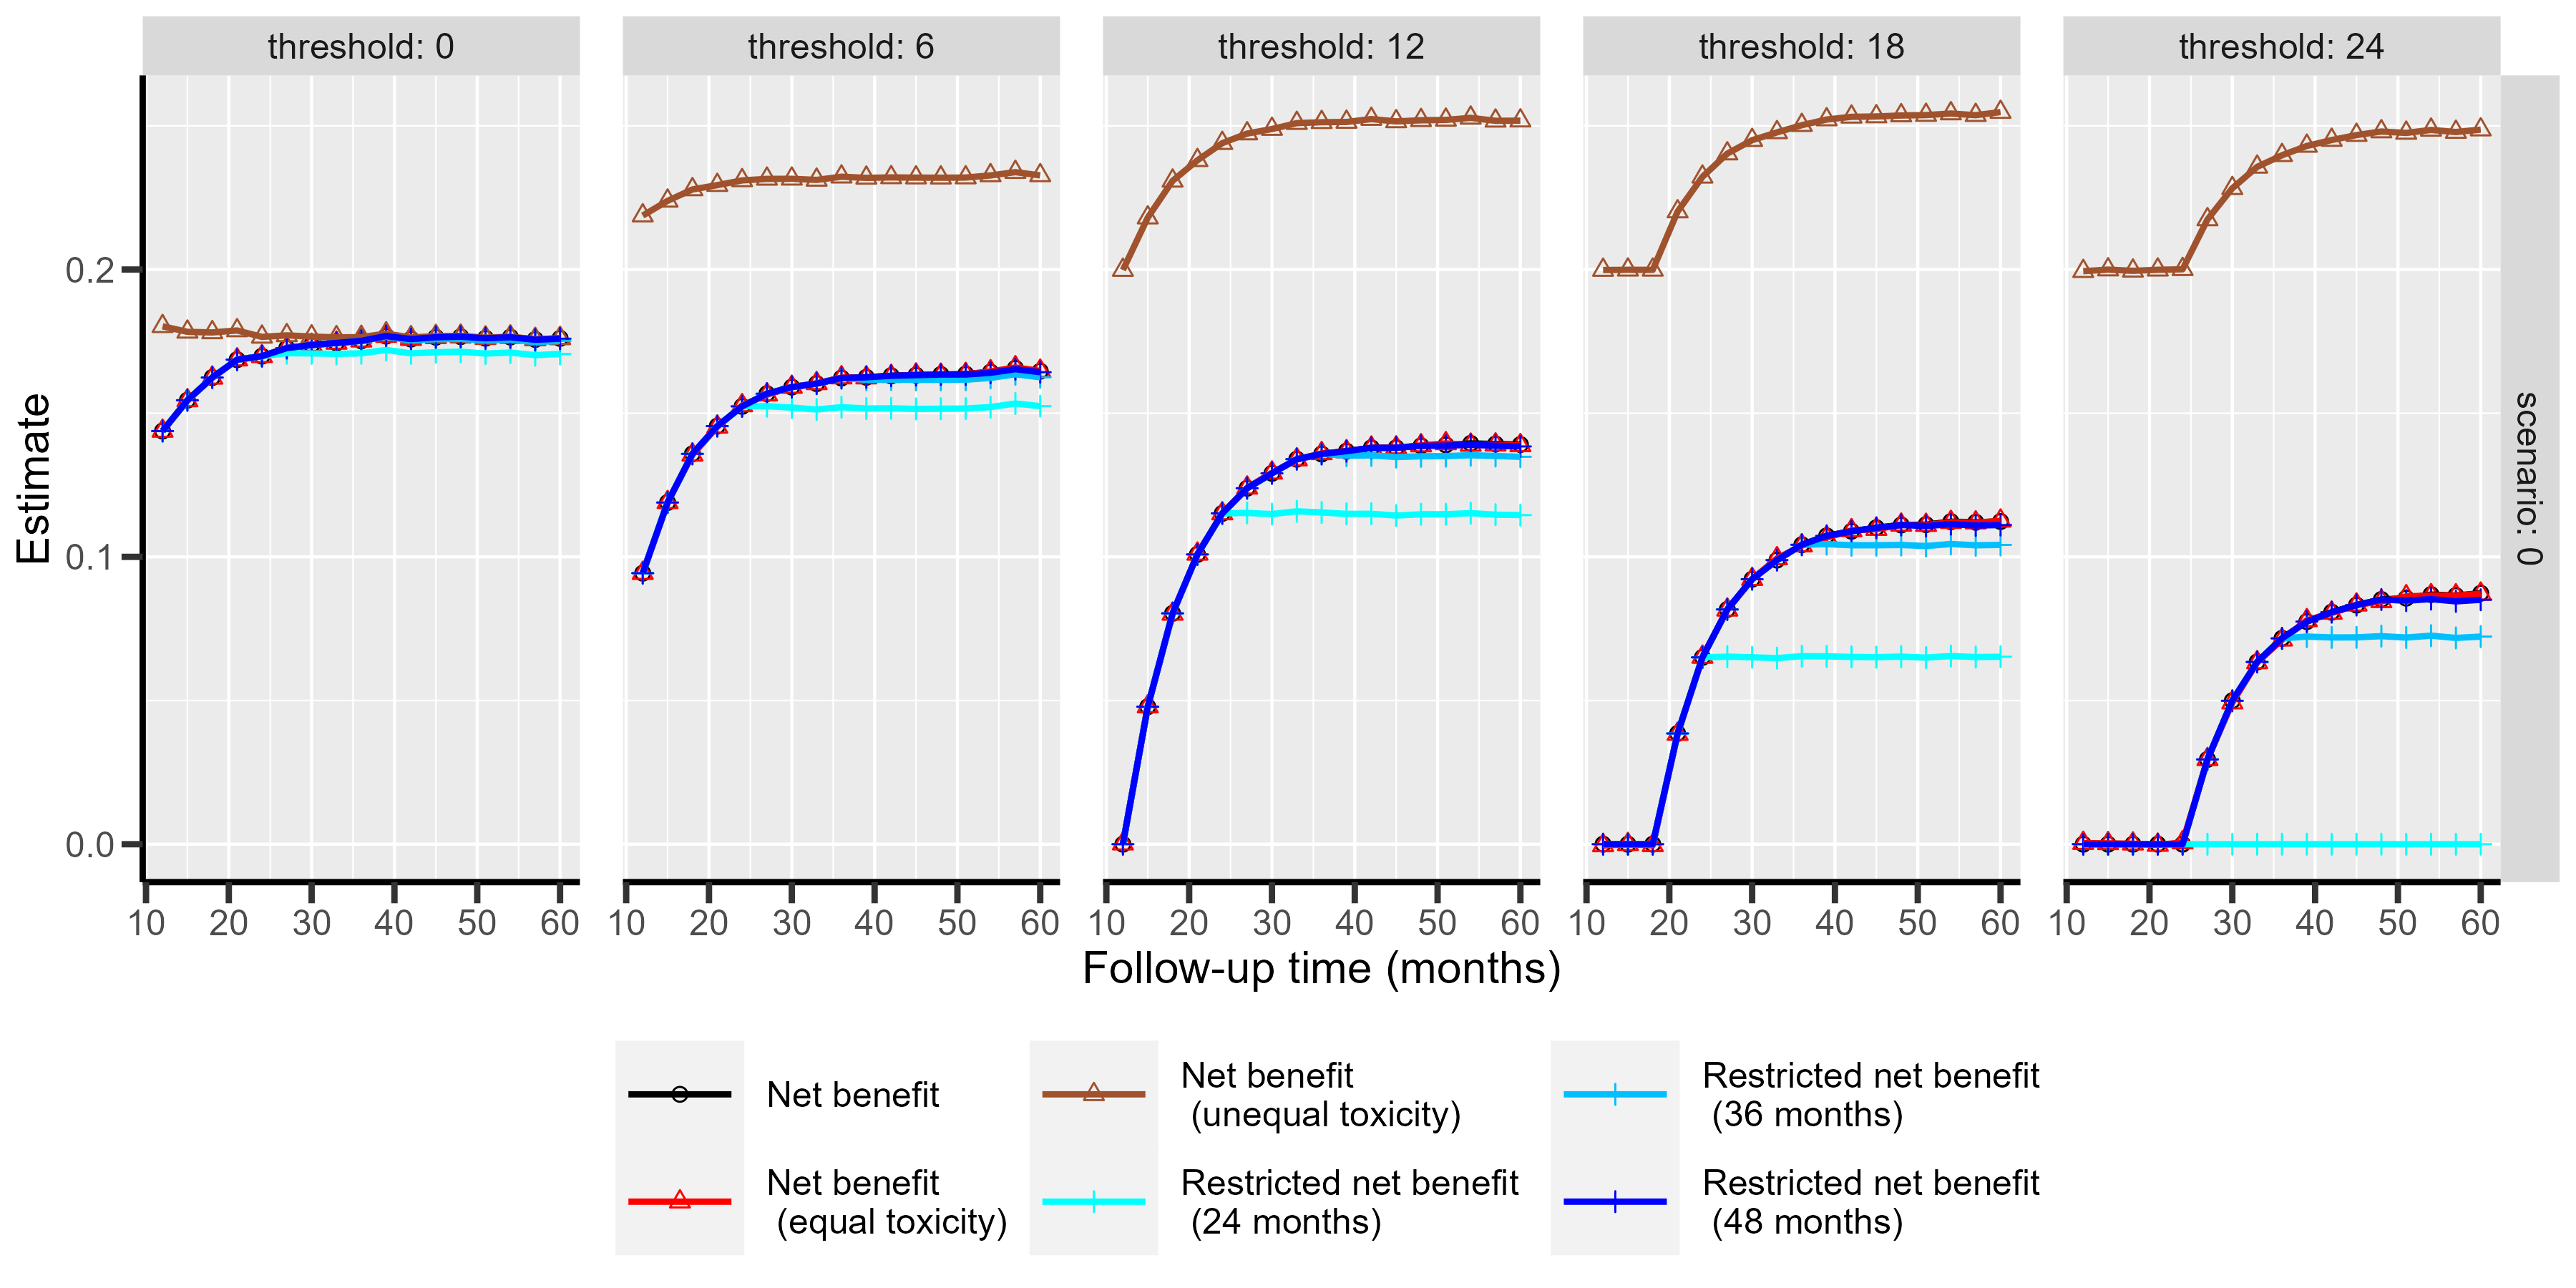 threshold: 0
threshold: 6
threshold: 12
threshold: 18
threshold: 24
Estimate
0.2
0.1
0.0
scenario: 0
10 20 30 40 50 60
10 20 30 40 50 60
10 20 30 40 50 60
10 20 30 40 50 60
10 20 30 40 50 60
Follow-up time (months)
Net benefit
Net benefit
(equal toxicity)
Net benefit
(unequal toxicity)
Restricted net benefit
(24 months)
Restricted net benefit
(36 months)
Restricted net benefit
(48 months)